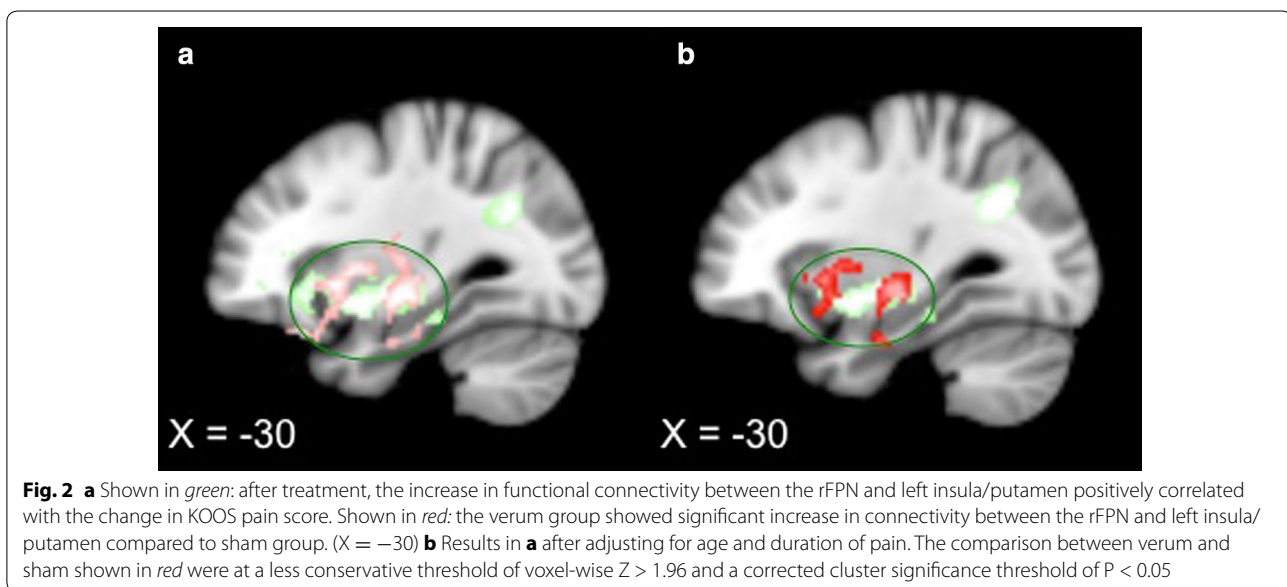 a
b
X = -30
X = -30
Fig. 2 a Shown in green: after treatment, the increase in functional connectivity between the rFPN and left insula/putamen positively correlated
with the change in KOOS pain score. Shown in red: the verum group showed significant increase in connectivity between the rFPN and left insula/
putamen compared to sham group. (X = −30) b Results in a after adjusting for age and duration of pain. The comparison between verum and
sham shown in red were at a less conservative threshold of voxel-wise Z > 1.96 and a corrected cluster significance threshold of P < 0.05